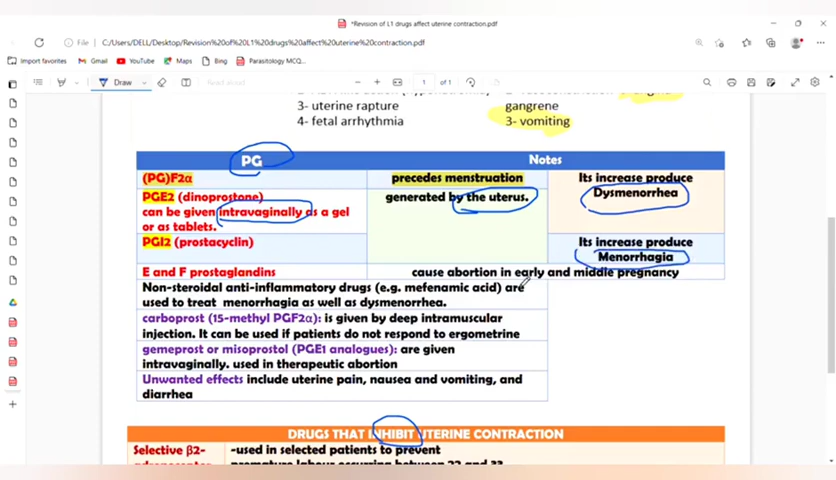 *Revision of L1 drugs affect uterine contraction.pdf
File C:/Users/DELL/Desktop/Revision%20of%20L1%20drugs%20affect%20uterine%20contraction.pdf
Import favorites Gmail YouTube Maps Bing Parasitology MCQ...
Draw Read aloud 1 of 1
3- uterine rapture gangrene
4- fetal arrhythmia 3- vomiting
PG Notes
(PG)F2α precedes menstruation Its increase produce
Dysmenorrhea
PGE2 (dinoprostone) generated by the uterus.
can be given intravaginally as a gel
or as tablets.
PGI2 (prostacyclin) Its increase produce
Menorrhagia
E and F prostaglandins cause abortion in early and middle pregnancy
Non-steroidal anti-inflammatory drugs (e.g. mefenamic acid) are
used to treat menorrhagia as well as dysmenorrhea.
carboprost (15-methyl PGF2α): is given by deep intramuscular
injection. It can be used if patients do not respond to ergometrine
gemeprost or misoprostol (PGE1 analogues): are given
intravaginally. used in therapeutic abortion
Unwanted effects include uterine pain, nausea and vomiting, and
diarrhea
DRUGS THAT INHIBIT UTERINE CONTRACTION
Selective β2- -used in selected patients to prevent